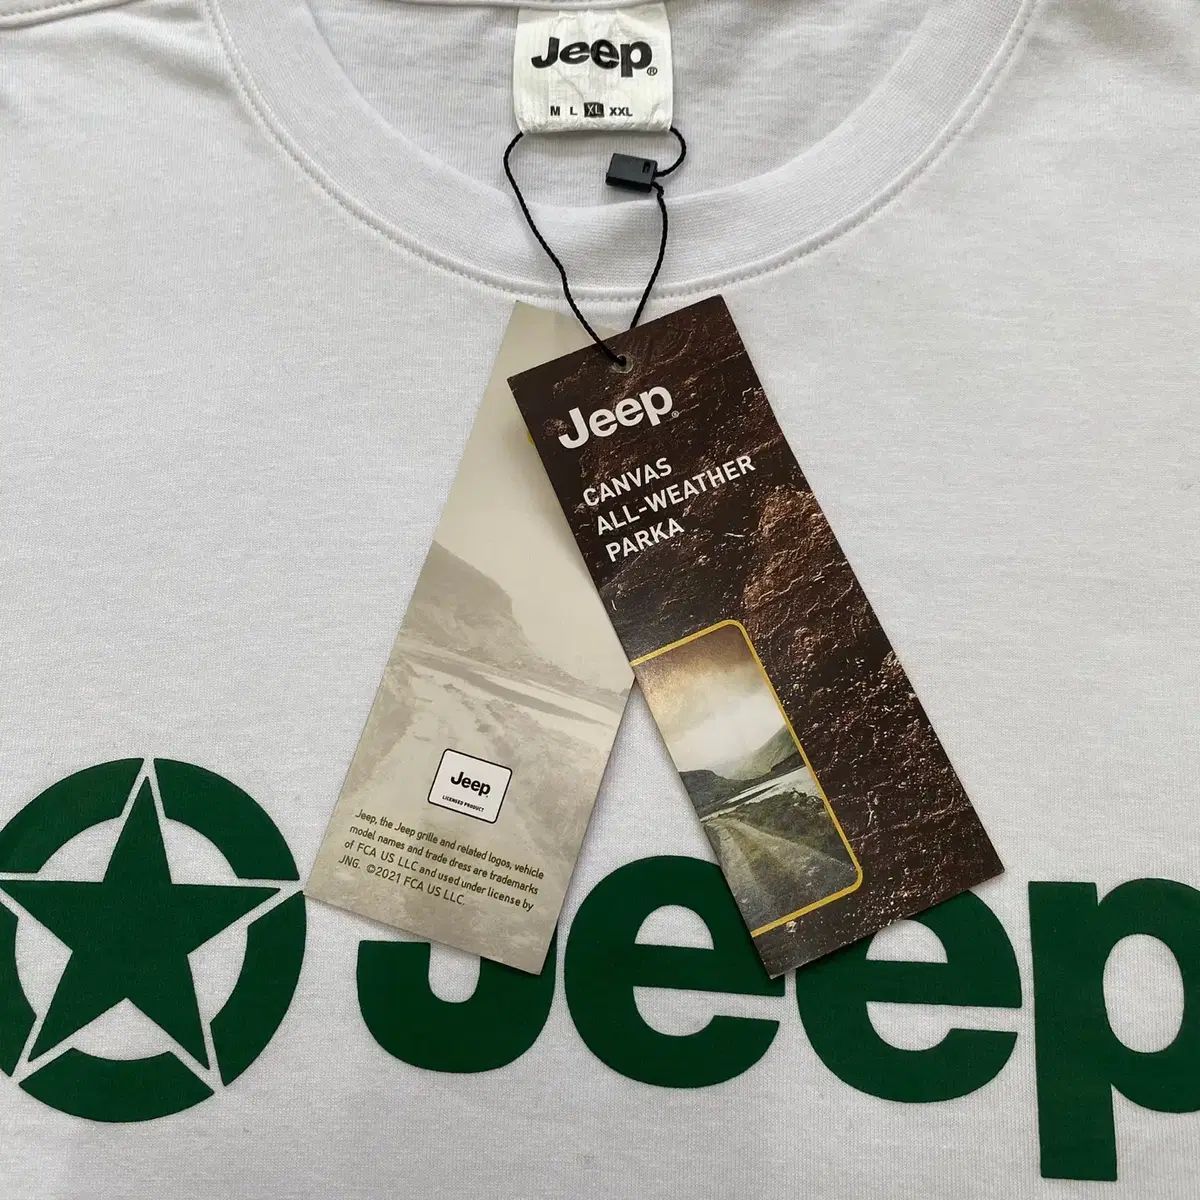 Jeep®
M L XL XXL
Jeep®
CANVAS
ALL-WEATHER
PARKA
Jeep
LICENSED PRODUCT
Jeep, the Jeep grille and related logos, vehicle
model names and trade dress are trademarks
of FCA US LLC and used under license by
JNG. ©2021 FCA US LLC.
Jeep